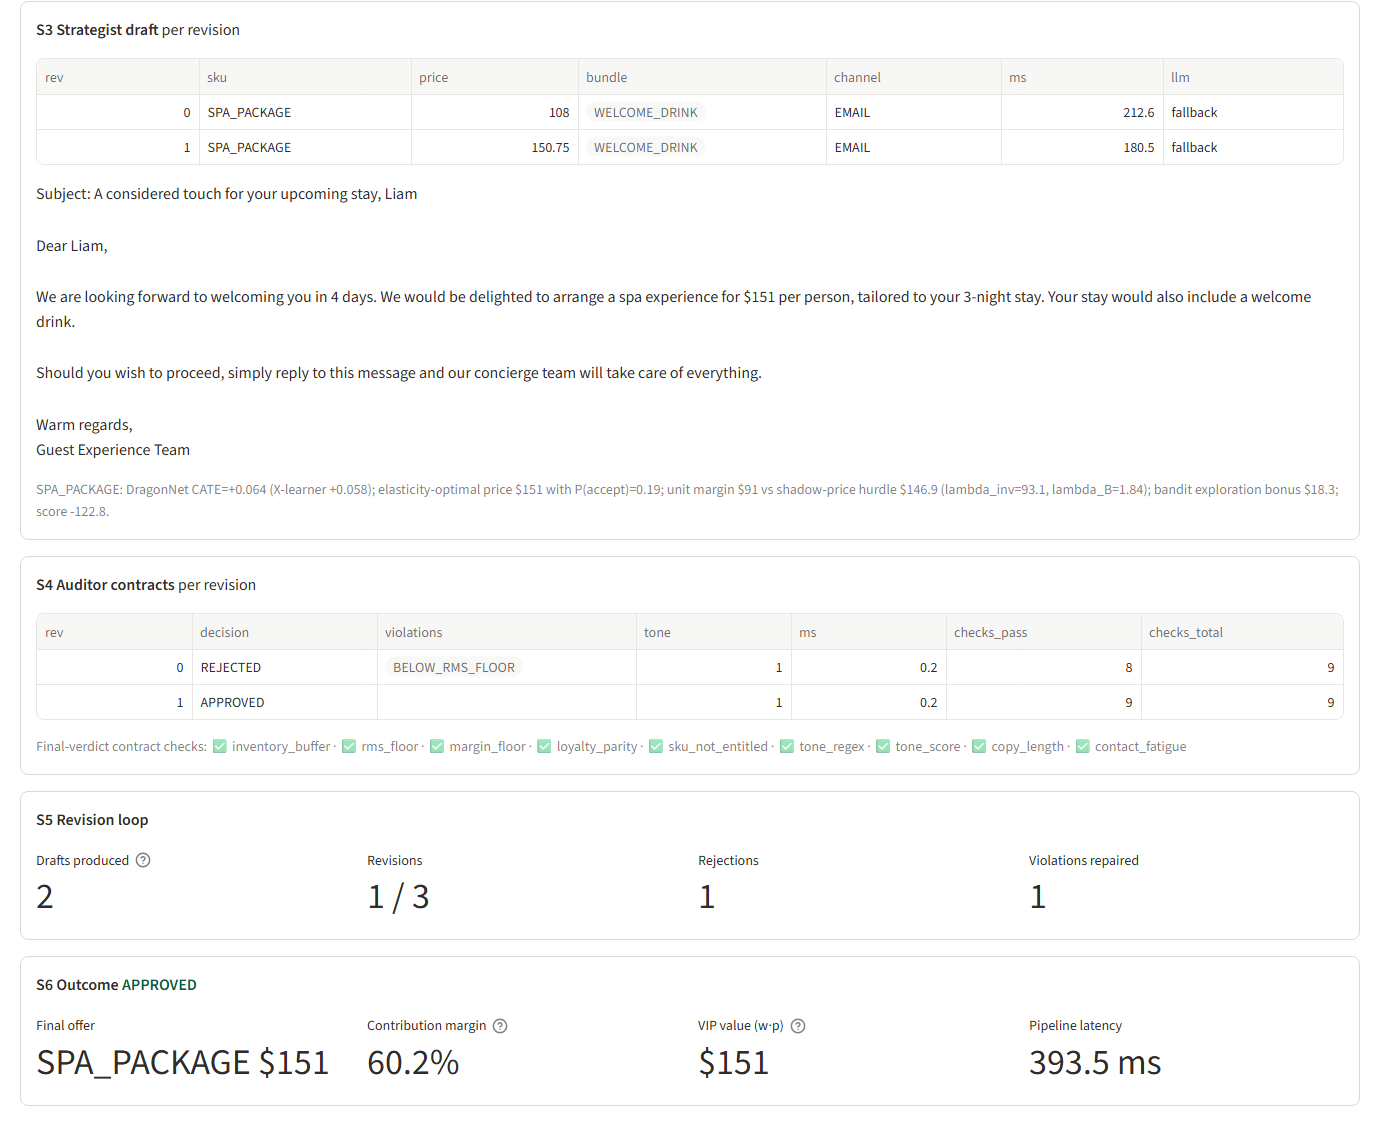 S3 Strategist draft per revision
rev sku price bundle channel ms llm
0 SPA_PACKAGE 108 WELCOME_DRINK EMAIL 212.6 fallback
1 SPA_PACKAGE 150.75 WELCOME_DRINK EMAIL 180.5 fallback
Subject: A considered touch for your upcoming stay, Liam
Dear Liam,
We are looking forward to welcoming you in 4 days. We would be delighted to arrange a spa experience for $151 per person, tailored to your 3-night stay. Your stay would also include a welcome
drink.
Should you wish to proceed, simply reply to this message and our concierge team will take care of everything.
Warm regards,
Guest Experience Team
SPA_PACKAGE: DragonNet CATE=+0.064 (X-learner +0.058); elasticity-optimal price $151 with P(accept)=0.19; unit margin $91 vs shadow-price hurdle $146.9 (lambda_inv=93.1, lambda_B=1.84); bandit exploration bonus $18.3;
score -122.8.
S4 Auditor contracts per revision
rev decision violations tone ms checks_pass checks_total
0 REJECTED BELOW_RMS_FLOOR 1 0.2 8 9
1 APPROVED 1 0.2 9 9
Final-verdict contract checks: ✅ inventory_buffer · ✅ rms_floor · ✅ margin_floor · ✅ loyalty_parity · ✅ sku_not_entitled · ✅ tone_regex · ✅ tone_score · ✅ copy_length · ✅ contact_fatigue
S5 Revision loop
Drafts produced ? Revisions Rejections Violations repaired
2 1 / 3 1 1
S6 Outcome APPROVED
Final offer Contribution margin ? VIP value (w·p) ? Pipeline latency
SPA_PACKAGE $151 60.2% $151 393.5 ms